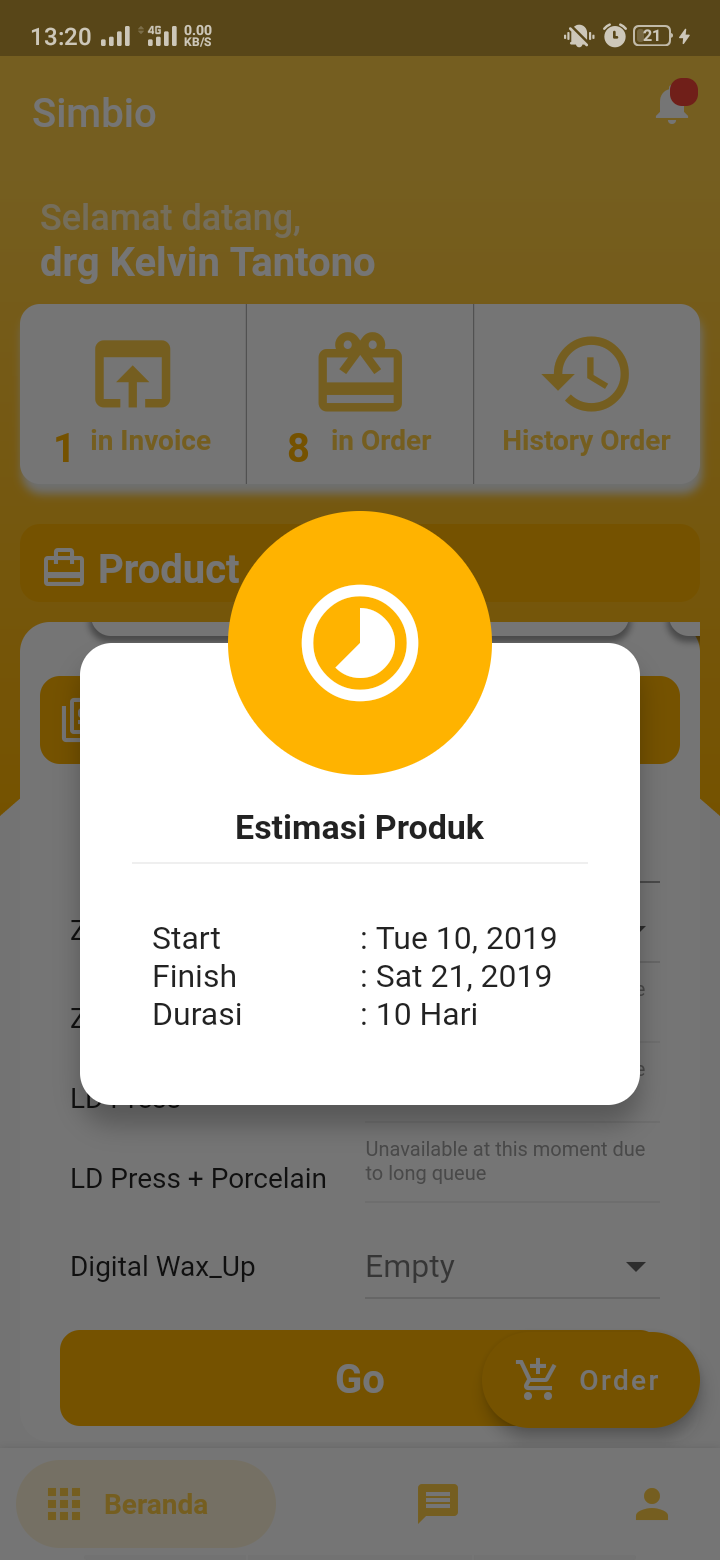 13:20 4G 0.00 KB/S 21
Simbio
Selamat datang,
drg Kelvin Tantono
1 in Invoice 8 in Order History Order
Product
Estimasi Produk
Start : Tue 10, 2019
Finish : Sat 21, 2019
Durasi : 10 Hari
Unavailable at this moment due
to long queue
LD Press + Porcelain
Digital Wax_Up Empty
Go Order
Beranda